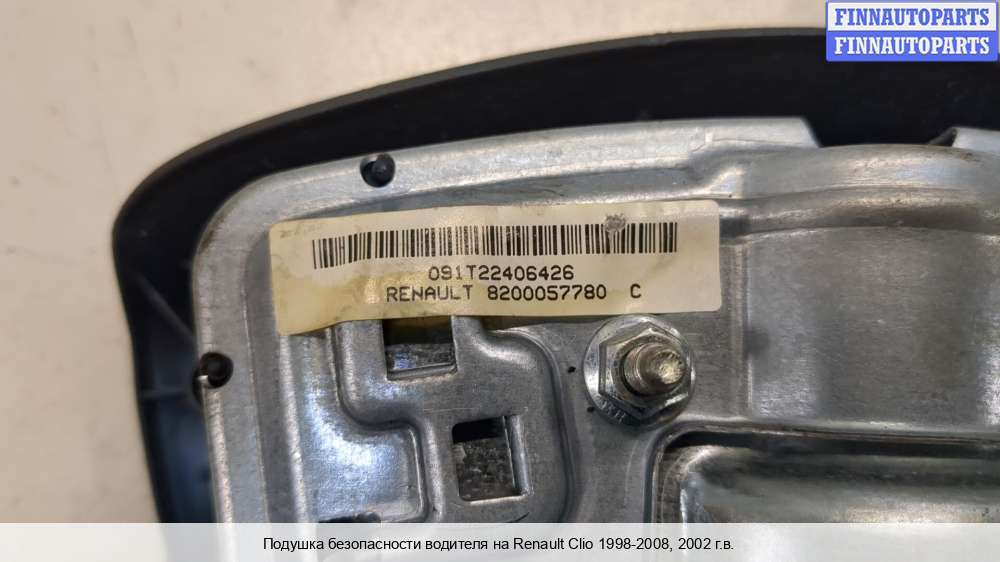 FINNAUTOPARTS
FINNAUTOPARTS
091T22406426
RENAULT 8200057780 C
Подушка безопасности водителя на Renault Clio 1998-2008, 2002 г.в.